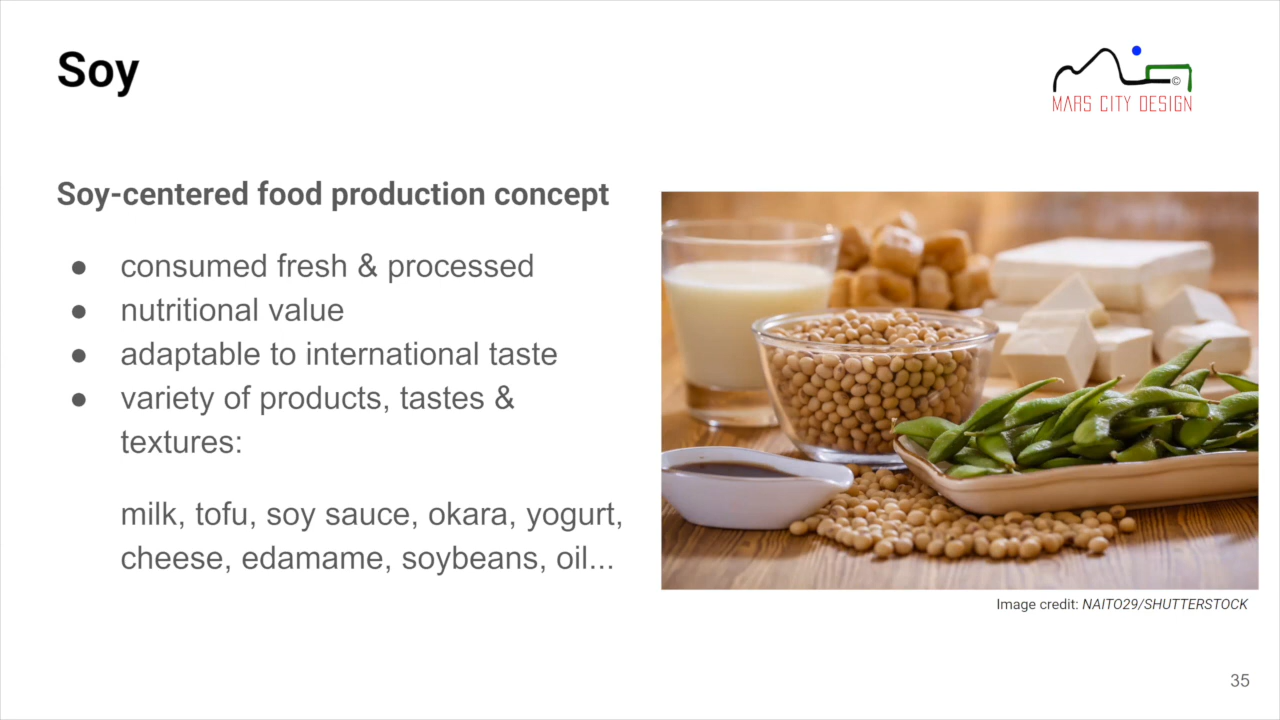 Soy
©
MARS CITY DESIGN
Soy-centered food production concept
● consumed fresh & processed
● nutritional value
● adaptable to international taste
● variety of products, tastes &
textures:
milk, tofu, soy sauce, okara, yogurt,
cheese, edamame, soybeans, oil...
Image credit: NAITO29/SHUTTERSTOCK
35